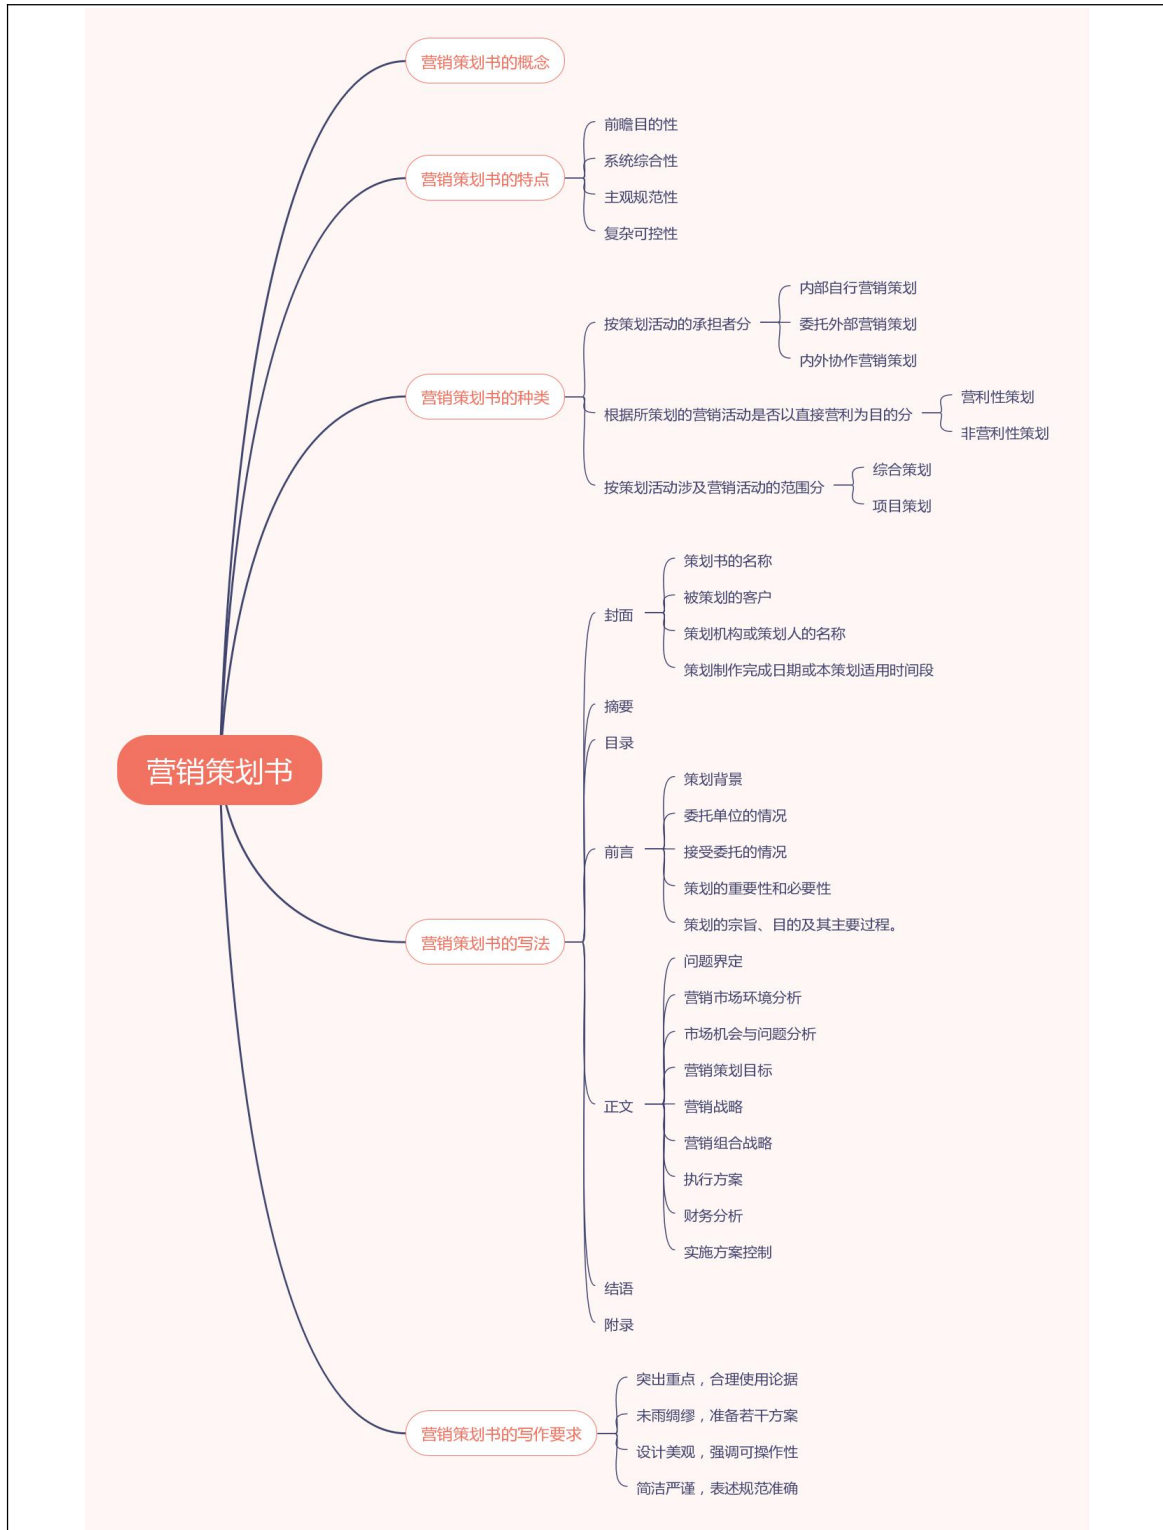 营销策划书的概念
前瞻目的性
系统综合性
营销策划书的特点
主观规范性
复杂可控性
内部自行营销策划
按策划活动的承担者分
委托外部营销策划
内外协作营销策划
营销策划书的种类
营利性策划
根据所策划的营销活动是否以直接营利为目的分
非营利性策划
综合策划
按策划活动涉及营销活动的范围分
项目策划
策划书的名称
被策划的客户
封面
策划机构或策划人的名称
策划制作完成日期或本策划适用时间段
摘要
目录
营销策划书
策划背景
委托单位的情况
前言
接受委托的情况
策划的重要性和必要性
策划的宗旨、目的及其主要过程。
营销策划书的写法
问题界定
营销市场环境分析
市场机会与问题分析
营销策划目标
正文
营销战略
营销组合战略
执行方案
财务分析
实施方案控制
结语
附录
突出重点，合理使用论据
未雨绸缪，准备若干方案
营销策划书的写作要求
设计美观，强调可操作性
简洁严谨，表述规范准确